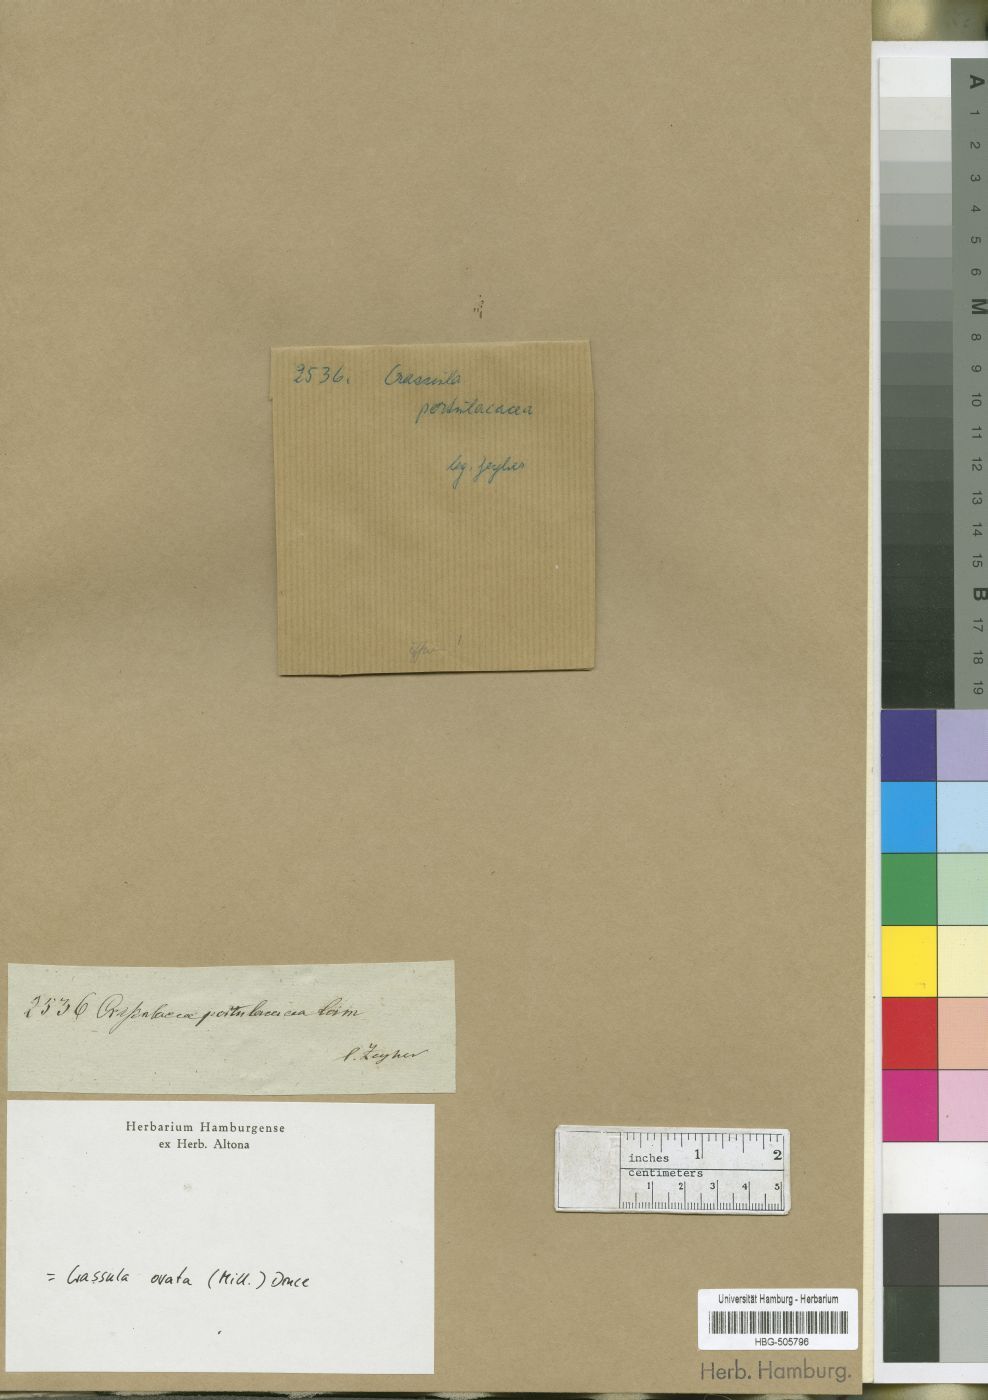 2536. Crassula
portulacacea
leg. Zeyher
2536 Crassulacea portulacacea
l. Zeyher
Herbarium Hamburgense
ex Herb. Altona
= Crassula ovata (Mill.) Druce
inches 1 2
centimeters
1 2 3 4 5
Universität Hamburg - Herbarium
HBG-505796
Herb. Hamburg.
A
1
2
3
4
5
6
M
8
9
10
11
12
13
14
15
B
17
18
19